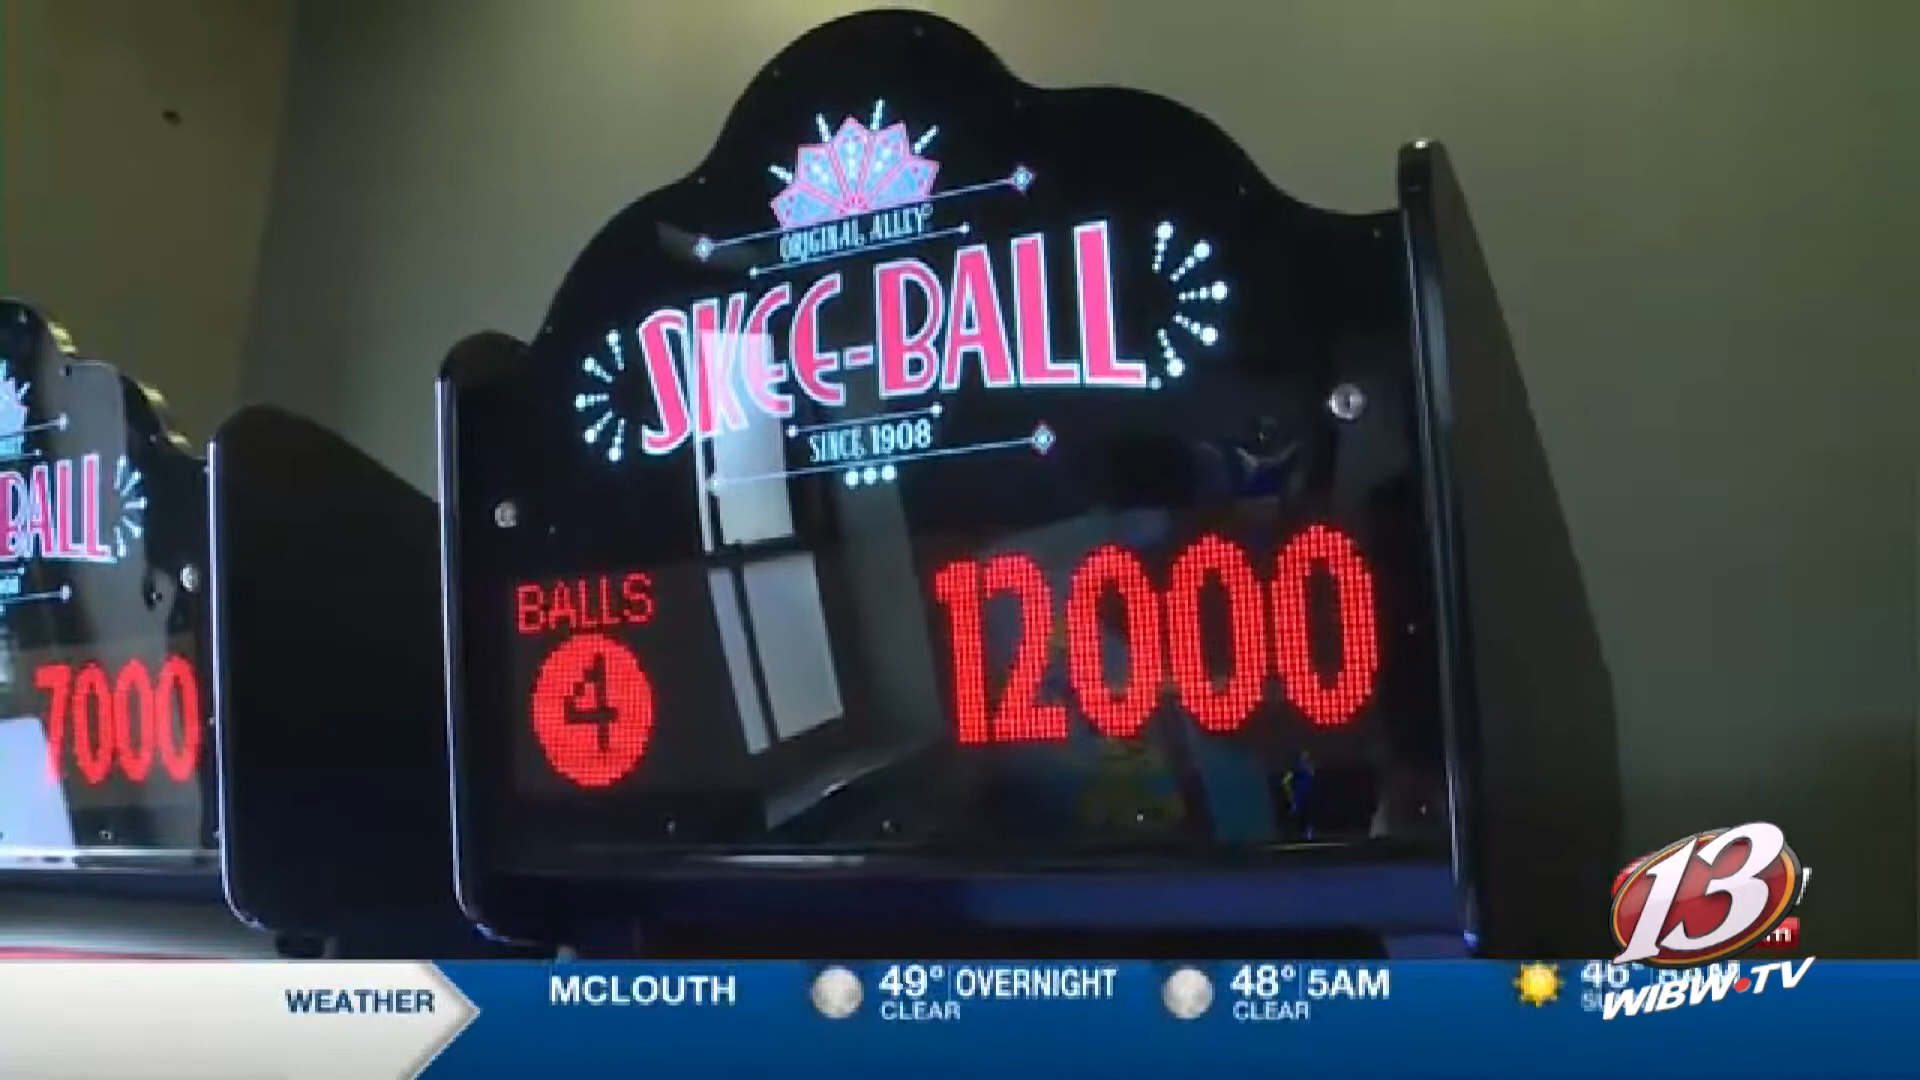 ORIGINAL ALLEY
SKEE-BALL
SINCE 1908
BALLS
4
12000
BALL
7000
13
WIBW.TV
WEATHER
MCLOUTH
49° OVERNIGHT
CLEAR
48° 5AM
CLEAR
46°